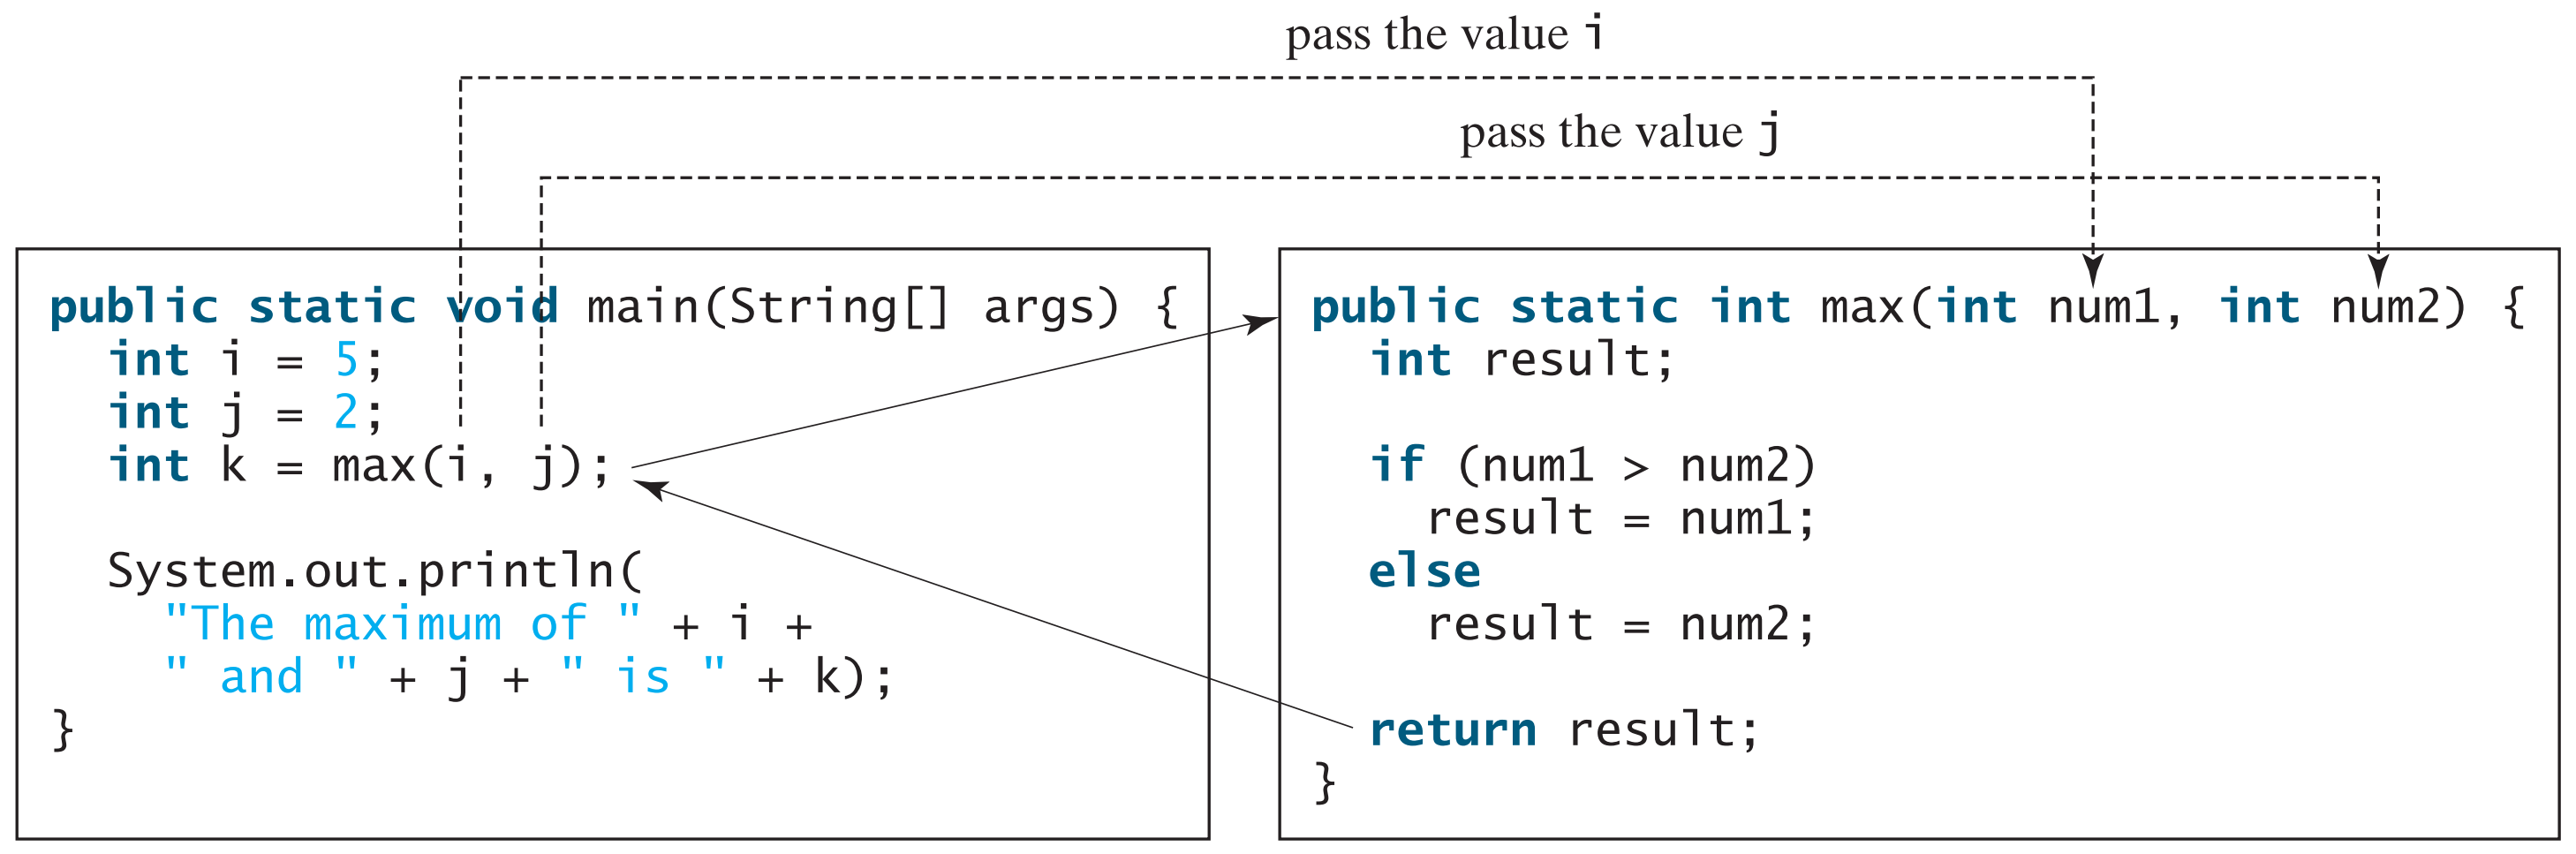 pass the value i
pass the value j
public static void main(String[] args) {
  int i = 5;
  int j = 2;
  int k = max(i, j);

  System.out.println(
    "The maximum of " + i +
    " and " + j + " is " + k);
}
public static int max(int num1, int num2) {
  int result;

  if (num1 > num2)
    result = num1;
  else
    result = num2;

  return result;
}